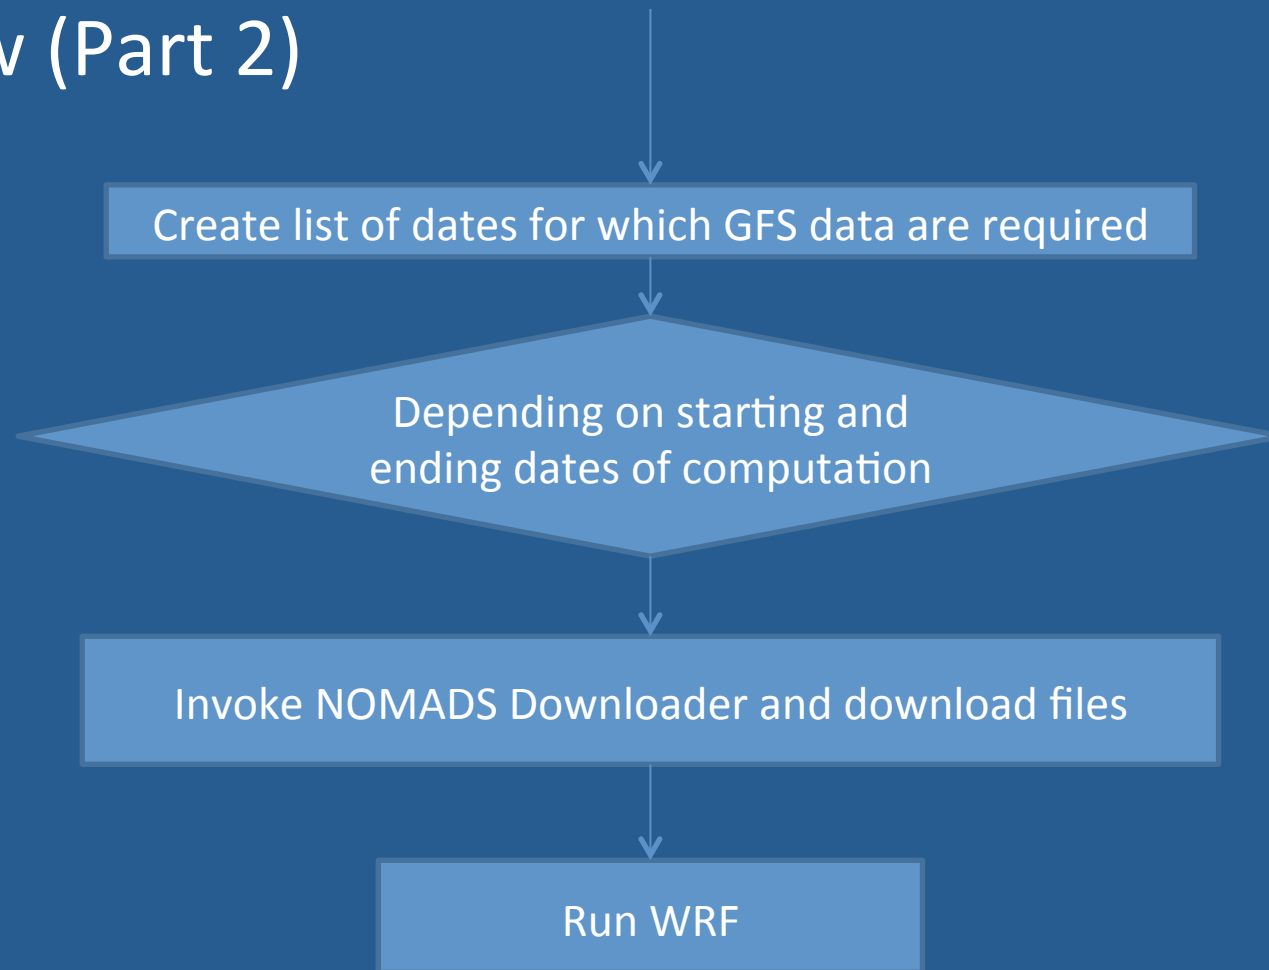 (Part 2)
Create list of dates for which GFS data are required
Depending on starting and
ending dates of computation
Invoke NOMADS Downloader and download files
Run WRF